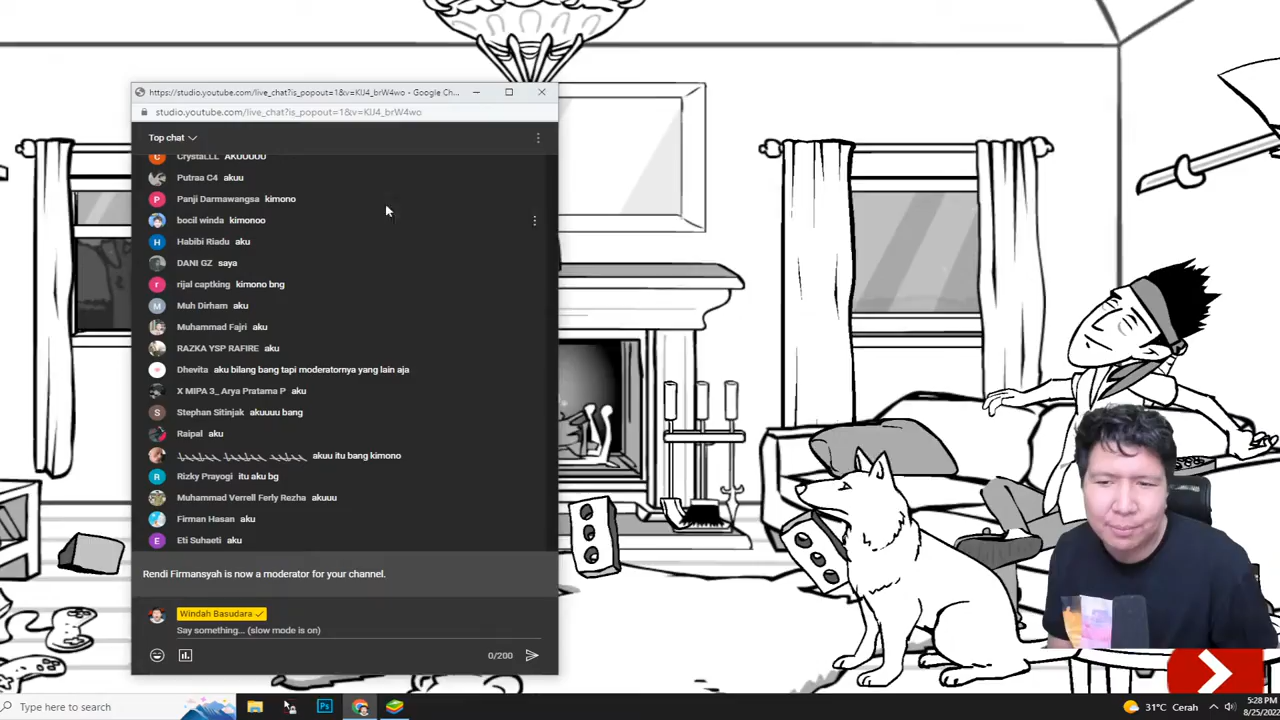 https://studio.youtube.com/live_chat?is_popout=1&v=KIJ4_brW4wo - Google Ch...
studio.youtube.com/live_chat?is_popout=1&v=KIJ4_brW4wo
Top chat
C CrystaLLL AKUUUUU
Putraa C4 akuu
P Panji Darmawangsa kimono
bocil winda kimonoo
H Habibi Riadu aku
DANI GZ saya
r rijal captking kimono bng
M Muh Dirham aku
Muhammad Fajri aku
RAZKA YSP RAFIRE aku
Dhevita aku bilang bang tapi moderatornya yang lain aja
X MIPA 3_ Arya Pratama P aku
S Stephan Sitinjak akuuuu bang
Raipal aku
akuu itu bang kimono
R Rizky Prayogi itu aku bg
Muhammad Verrell Ferly Rezha akuuu
Firman Hasan aku
E Eti Suhaeti aku
Rendi Firmansyah is now a moderator for your channel.
Windah Basudara
Say something... (slow mode is on)
0/200
Type here to search
Ps
31°C Cerah
5:28 PM